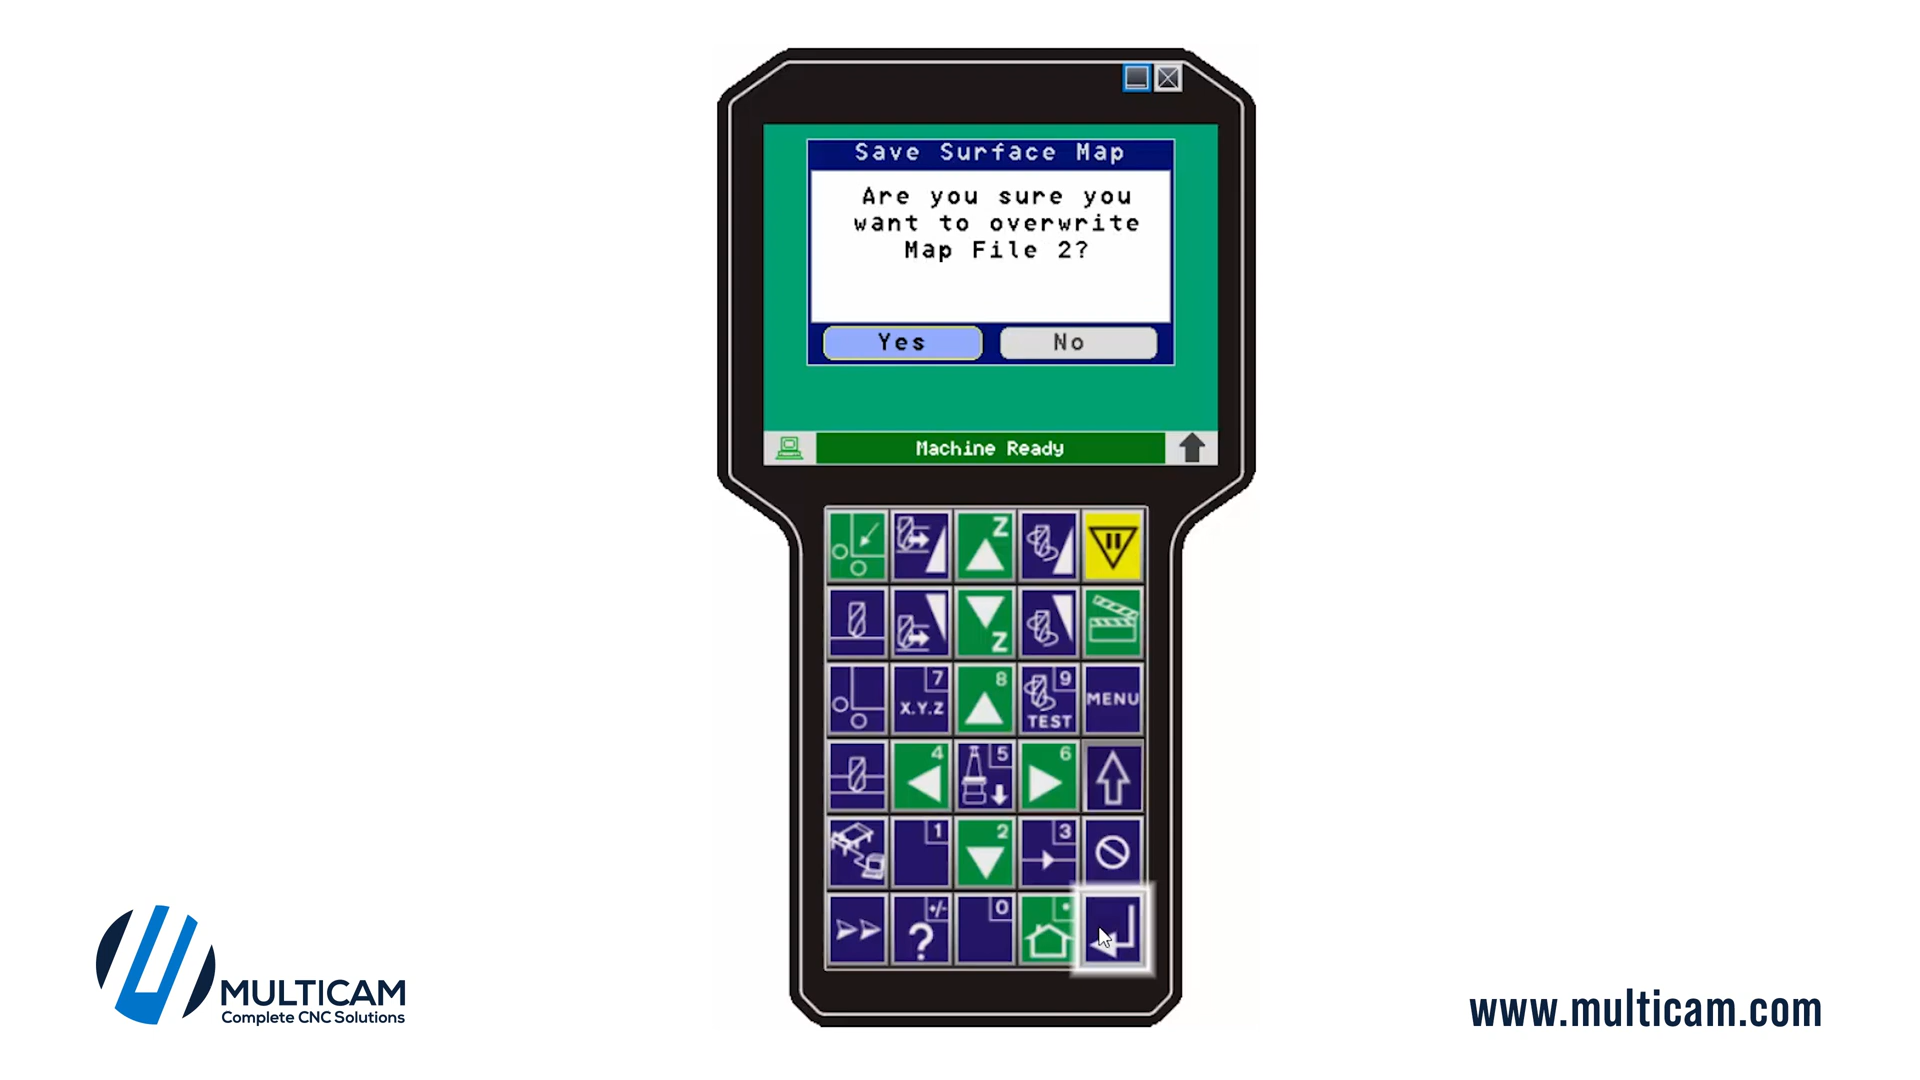 Save Surface Map
Are you sure you
want to overwrite
Map File 2?
Yes No
Machine Ready
Z
Z
7 8 9
X.Y.Z TEST MENU
4 5 6
1 2 3
+/- 0 •
?
MULTICAM
Complete CNC Solutions
www.multicam.com